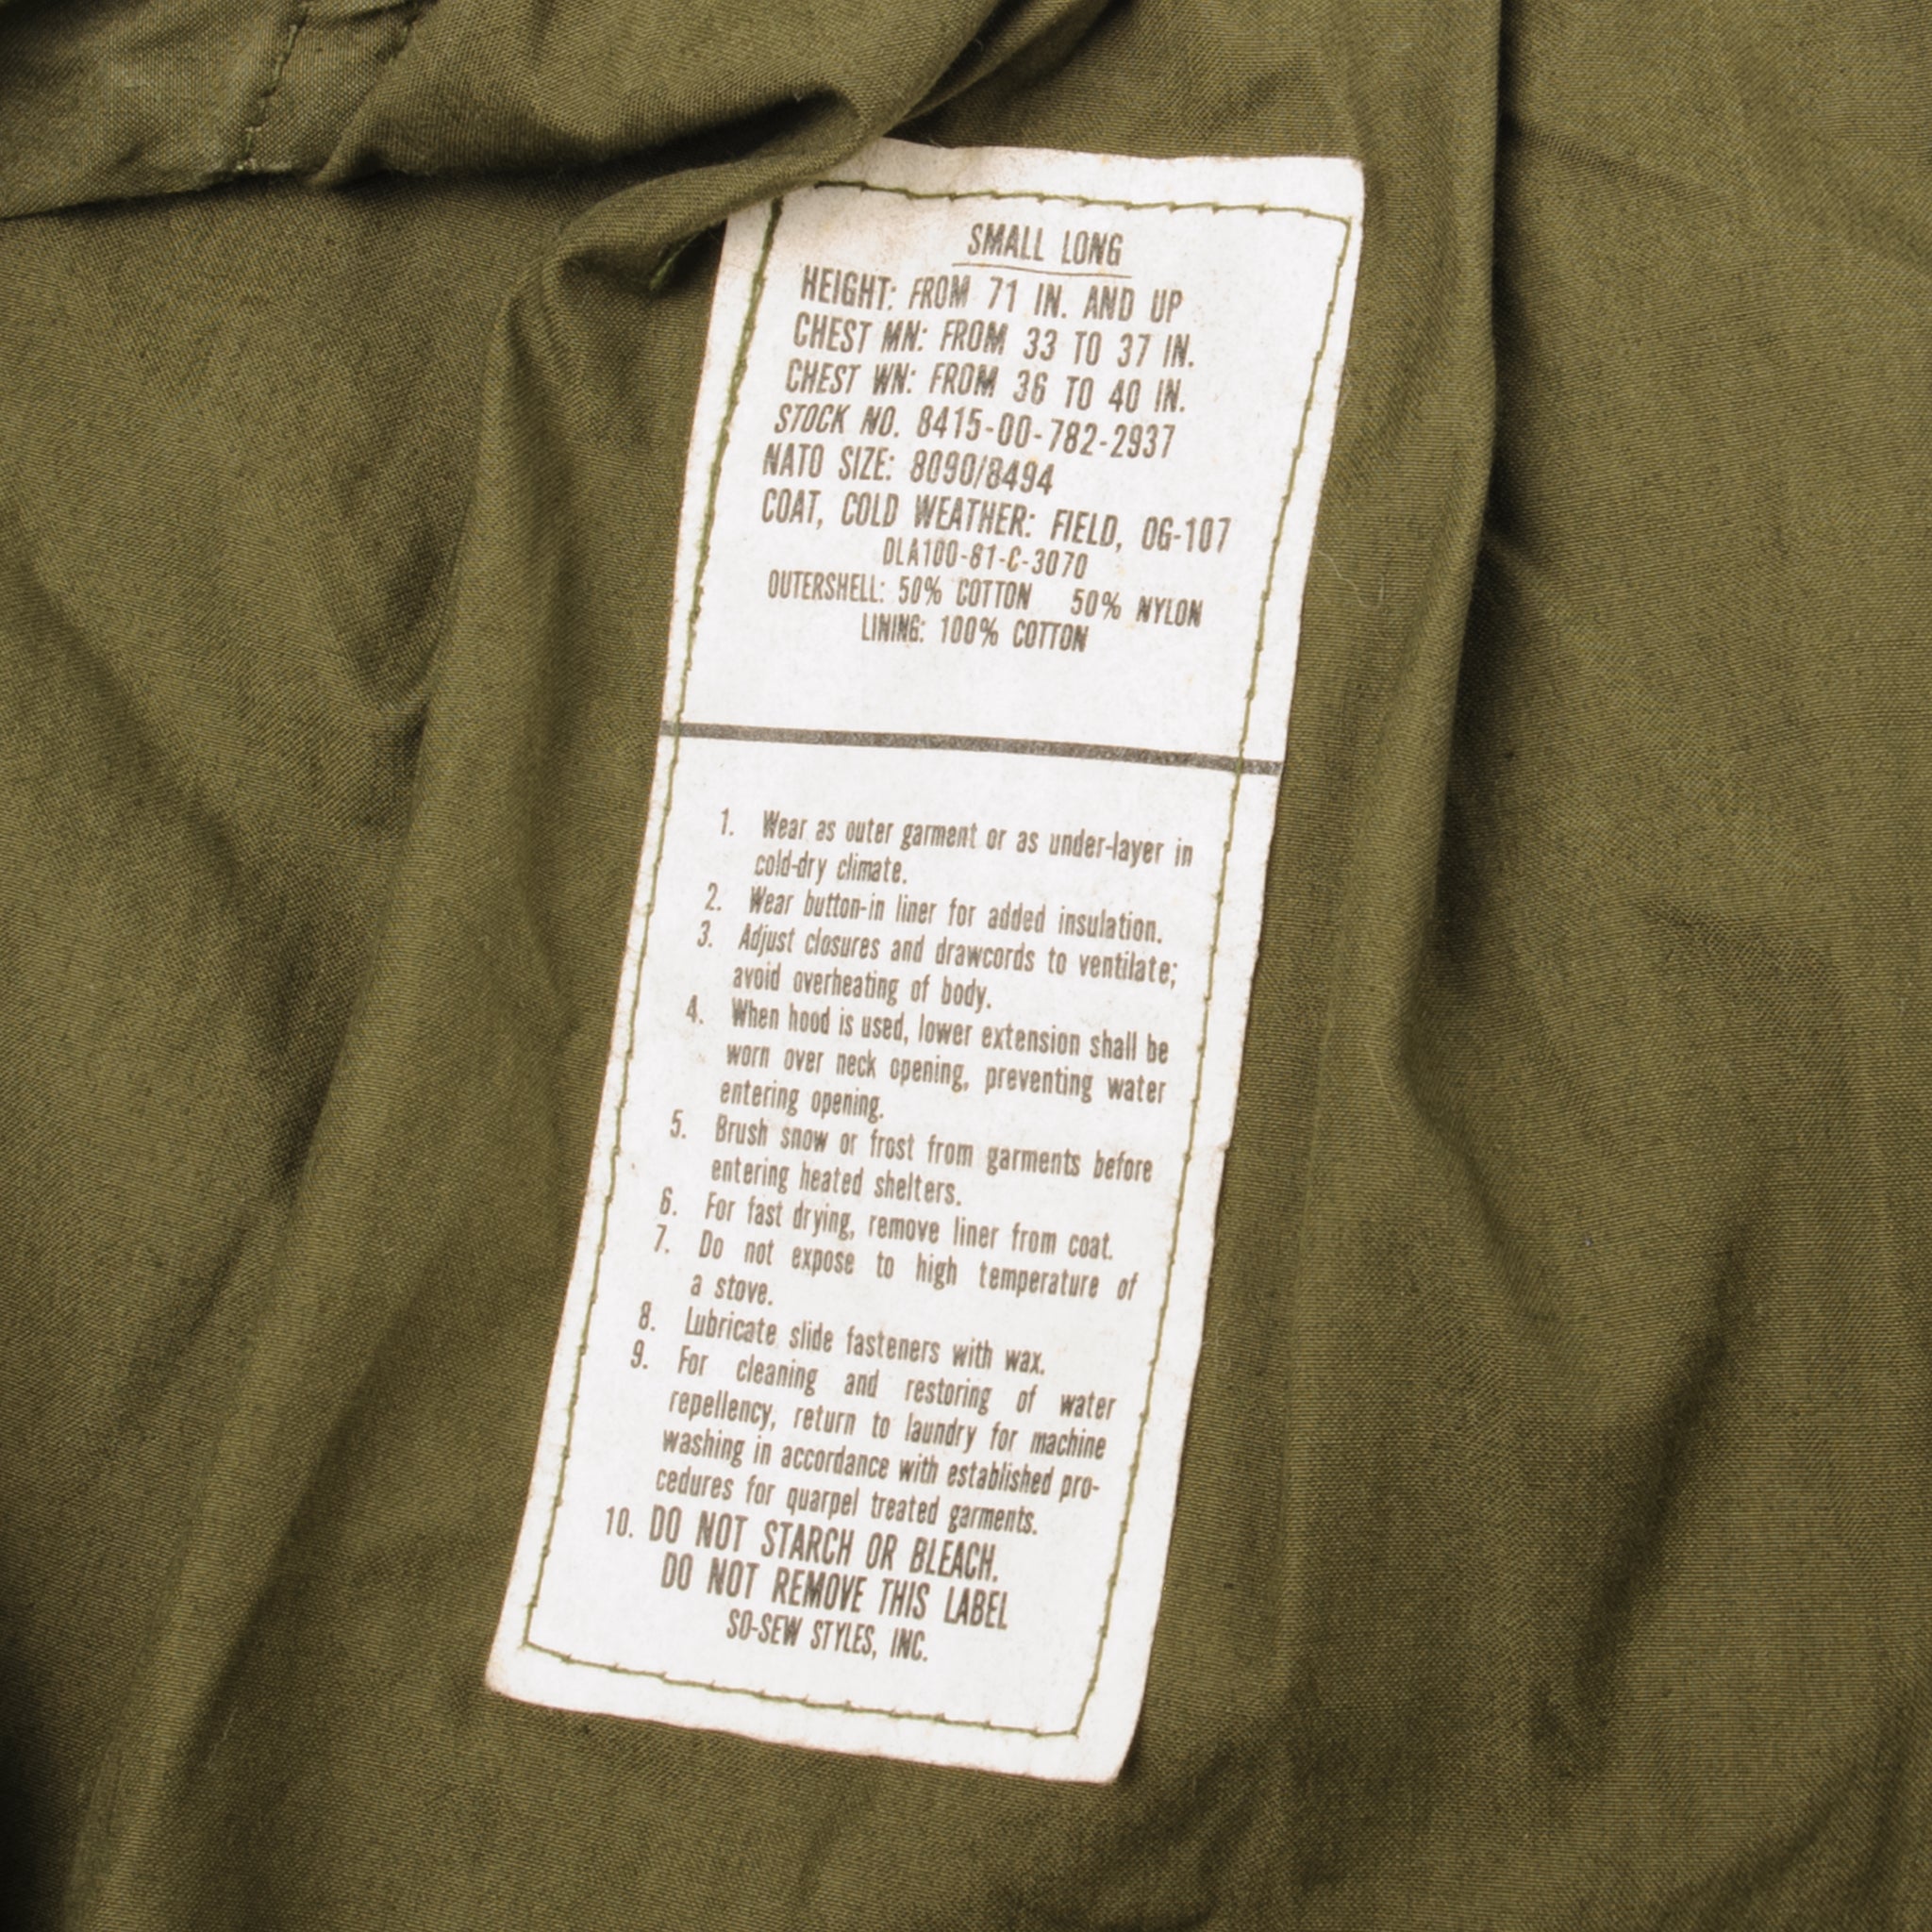 SMALL LONG
HEIGHT: FROM 71 IN. AND UP
CHEST MN: FROM 33 TO 37 IN.
CHEST WN: FROM 36 TO 40 IN.
STOCK NO. 8415-00-782-2937
NATO SIZE: 8090/8494
COAT, COLD WEATHER: FIELD, OG-107
DLA100-81-C-3070
OUTERSHELL: 50% COTTON 50% NYLON
LINING: 100% COTTON
1. Wear as outer garment or as under-layer in
cold-dry climate.
2. Wear button-in liner for added insulation.
3. Adjust closures and drawcords to ventilate;
avoid overheating of body.
4. When hood is used, lower extension shall be
worn over neck opening, preventing water
entering opening.
5. Brush snow or frost from garments before
entering heated shelters.
6. For fast drying, remove liner from coat.
7. Do not expose to high temperature of
a stove.
8. Lubricate slide fasteners with wax.
9. For cleaning and restoring of water
repellency, return to laundry for machine
washing in accordance with established pro-
cedures for quarpel treated garments.
10. DO NOT STARCH OR BLEACH.
DO NOT REMOVE THIS LABEL
SO-SEW STYLES, INC.